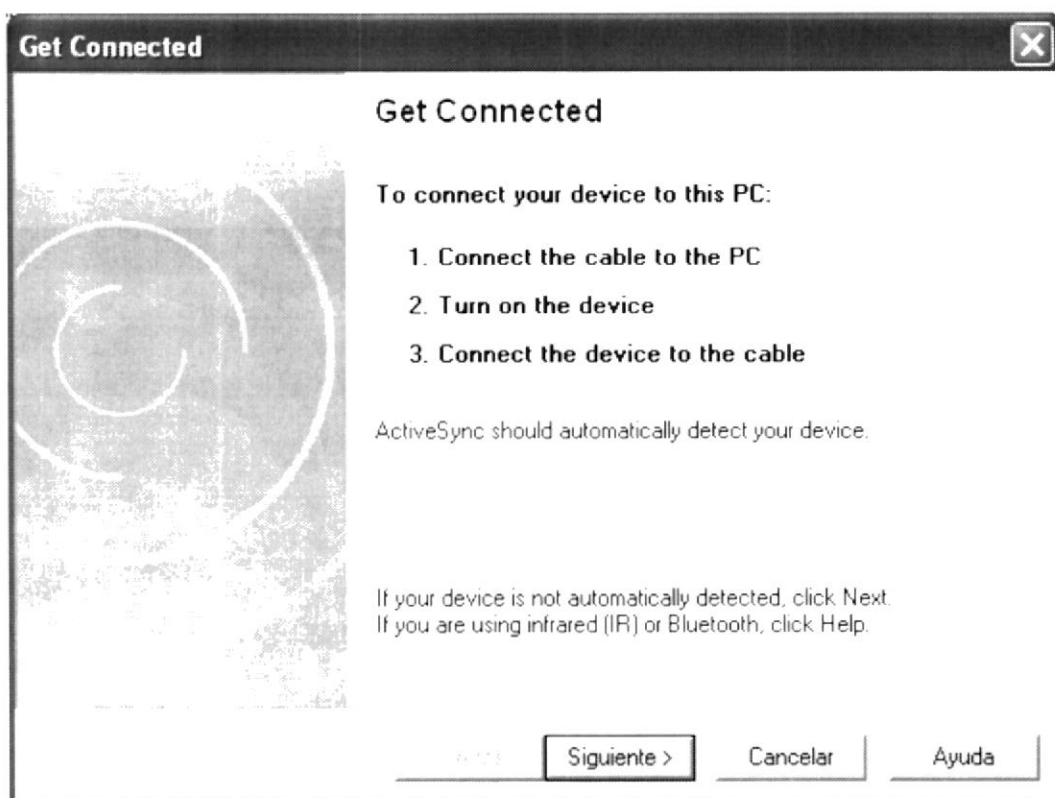 Get Connected
Get Connected
To connect your device to this PC:
1. Connect the cable to the PC
2. Turn on the device
3. Connect the device to the cable
ActiveSync should automatically detect your device.
If your device is not automatically detected, click Next.
If you are using infrared (IR) or Bluetooth, click Help.
Siguiente > Cancelar Ayuda